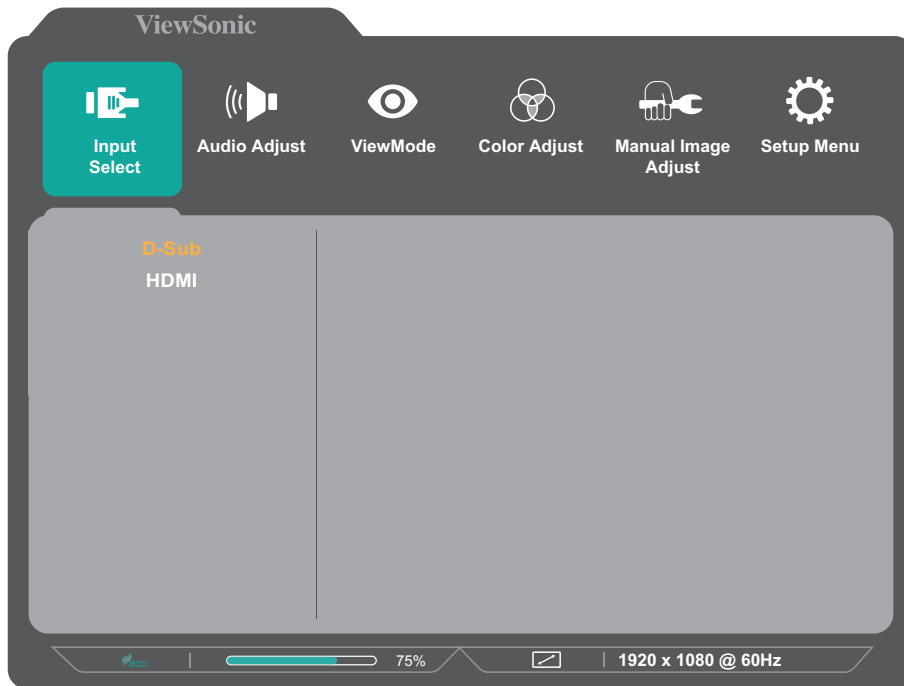 ViewSonic
Input
Select
Audio Adjust
ViewMode
Color Adjust
Manual Image
Adjust
Setup Menu
D-Sub
HDMI
eco
75%
1920 x 1080 @ 60Hz